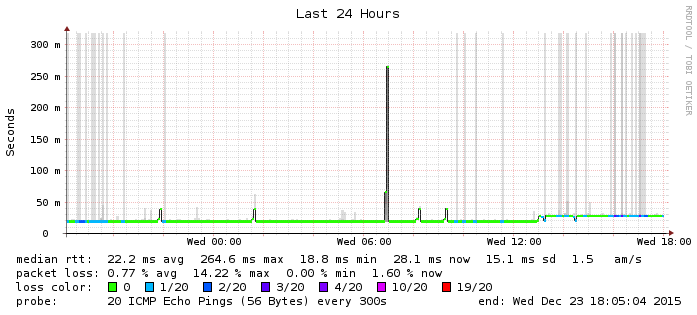 Last 24 Hours
RRDTOOL / TOBI OETIKER
Seconds
300 m
250 m
200 m
150 m
100 m
50 m
0
Wed 00:00 Wed 06:00 Wed 12:00 Wed 18:00
median rtt: 22.2 ms avg 264.6 ms max 18.8 ms min 28.1 ms now 15.1 ms sd 1.5 am/s
packet loss: 0.77 % avg 14.22 % max 0.00 % min 1.60 % now
loss color: 0 1/20 2/20 3/20 4/20 10/20 19/20
probe: 20 ICMP Echo Pings (56 Bytes) every 300s end: Wed Dec 23 18:05:04 2015